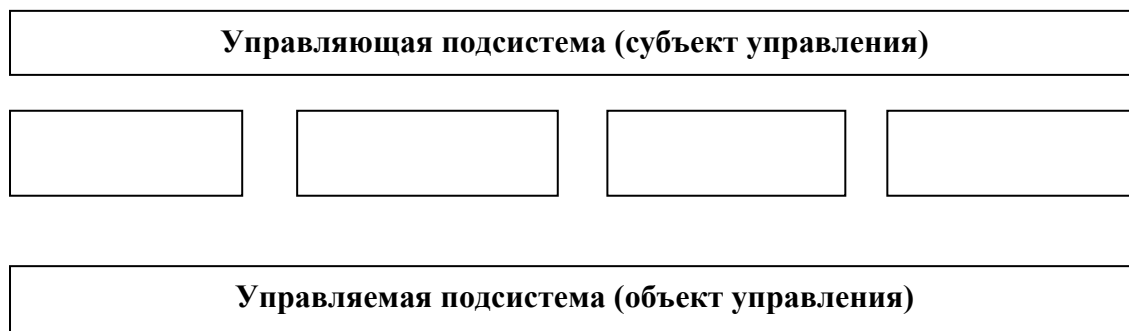 Управляющая подсистема (субъект управления)
Управляемая подсистема (объект управления)